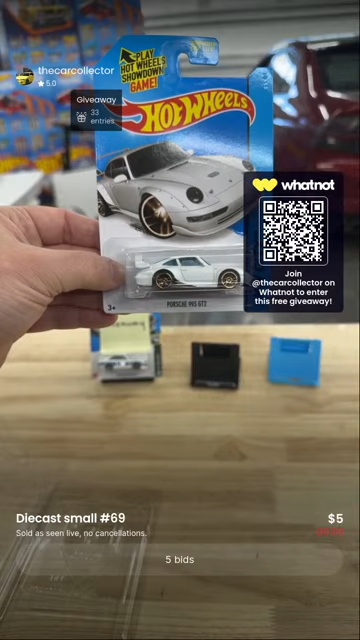 thecarcollector
★ 5.0
Giveaway
33
entries
PLAY
HOT WHEELS
SHOWDOWN
GAME!
HOT WHEELS
3+
PORSCHE 993 GT2
whatnot
Join
@thecarcollector on
Whatnot to enter
this free giveaway!
Diecast small #69
$5
Sold as seen live, no cancellations.
5 bids